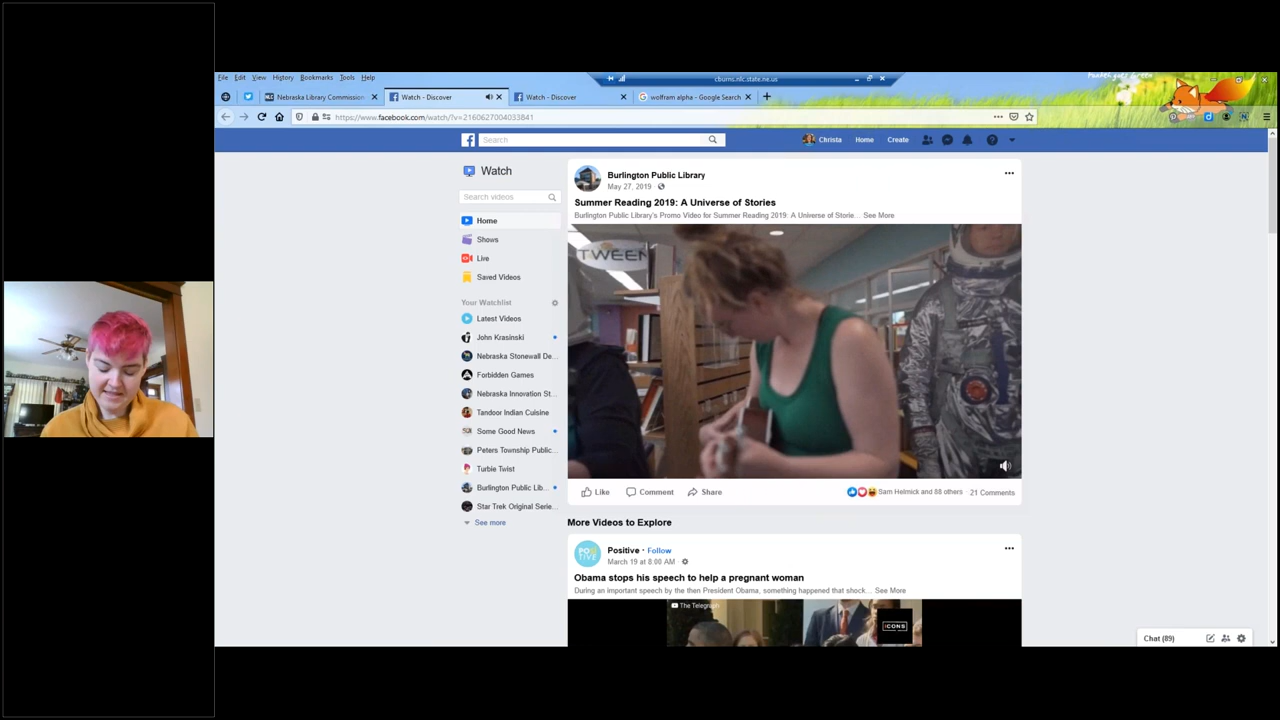 File Edit View History Bookmarks Tools Help
cburns.nlc.state.ne.us
Nebraska Library Commission
Watch - Discover
Watch - Discover
wolfram alpha - Google Search
https://www.facebook.com/watch/?v=2160627004033841
Search
Christa Home Create
Watch
Search videos
Home
Shows
Live
Saved Videos
Your Watchlist
Latest Videos
John Krasinski
Nebraska Stonewall De...
Forbidden Games
Nebraska Innovation St...
Tandoor Indian Cuisine
Some Good News
Peters Township Public...
Turbie Twist
Burlington Public Lib...
Star Trek Original Serie...
See more
Burlington Public Library
May 27, 2019
Summer Reading 2019: A Universe of Stories
Burlington Public Library's Promo Video for Summer Reading 2019: A Universe of Storie... See More
TWEEN
Like Comment Share
Sam Helmick and 88 others 21 Comments
More Videos to Explore
POSITIVE
Positive · Follow
March 19 at 8:00 AM
Obama stops his speech to help a pregnant woman
During an important speech by the then President Obama, something happened that shock... See More
The Telegraph
ICONS
Chat (89)